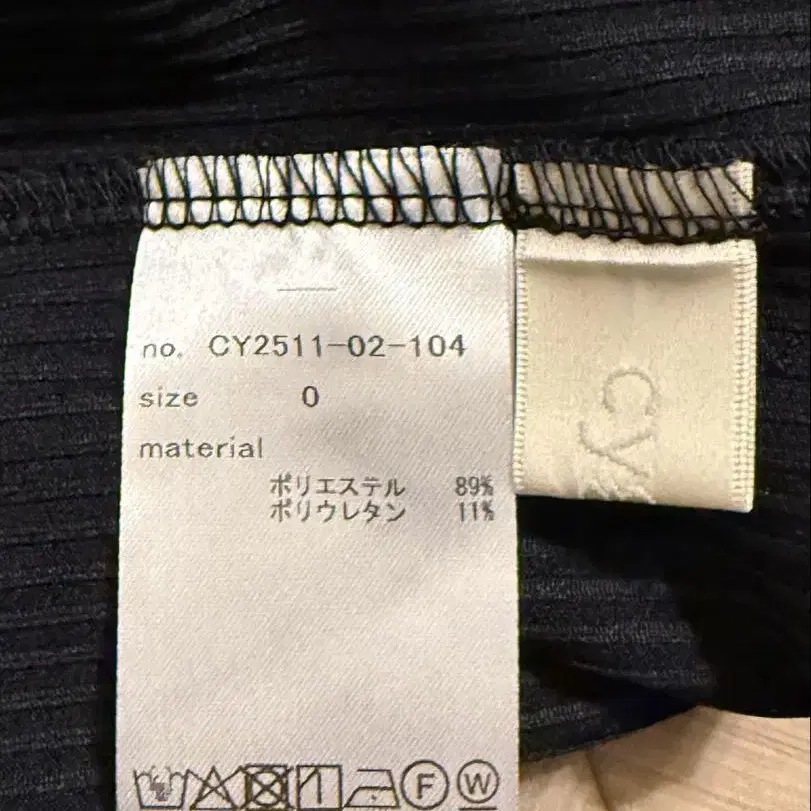 no. CY2511-02-104
size 0
material
ポリエステル 89%
ポリウレタン 11%
F W